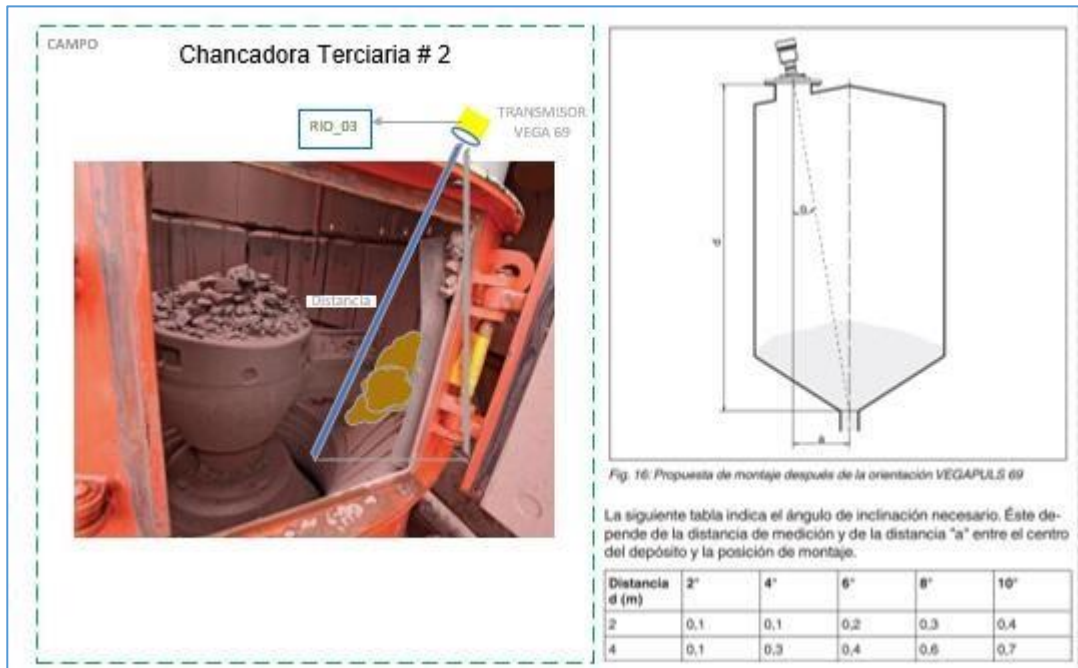 CAMPO
Chancadora Terciaria # 2
TRANSMISOR
VEGA 69
RIO_03
Distancia
d
a
Fig. 16: Propuesta de montaje después de la orientación VEGAPULS 69
La siguiente tabla indica el ángulo de inclinación necesario. Éste de-
pende de la distancia de medición y de la distancia "a" entre el centro
del depósito y la posición de montaje.
Distancia d (m) 2° 4° 6° 8° 10°
2 0,1 0,1 0,2 0,3 0,4
4 0,1 0,3 0,4 0,6 0,7